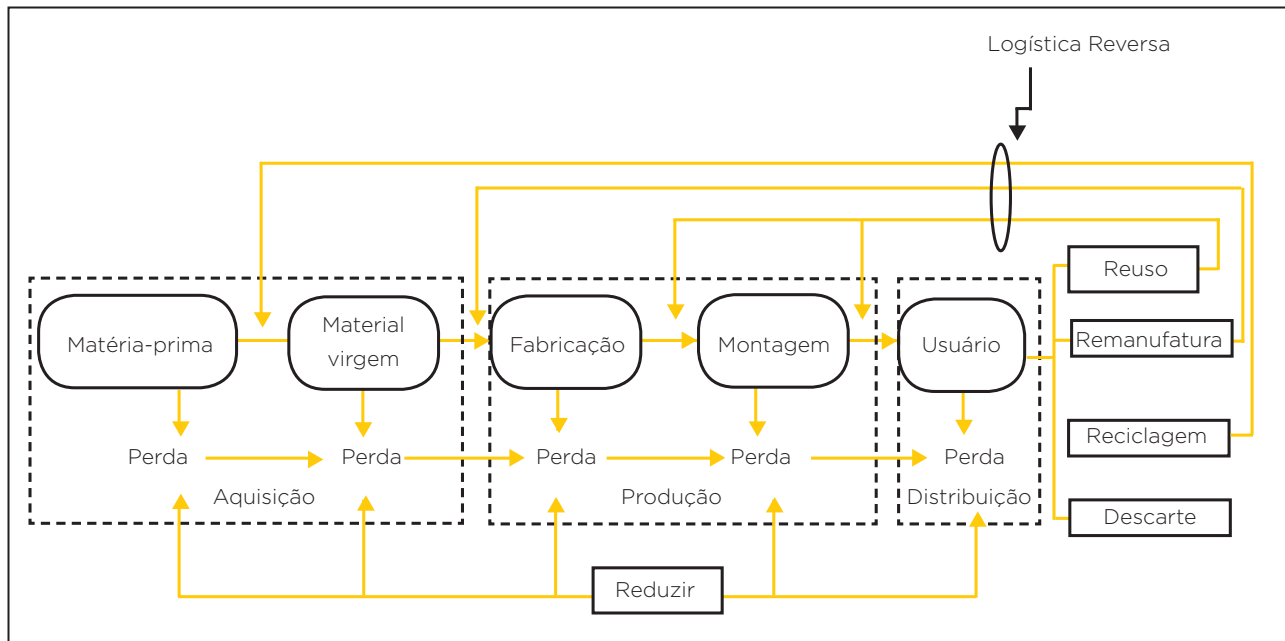 Logística Reversa
Reuso
Matéria-prima
Material
virgem
Fabricação
Montagem
Usuário
Remanufatura
Reciclagem
Perda
Perda
Perda
Perda
Perda
Aquisição
Produção
Distribuição
Descarte
Reduzir